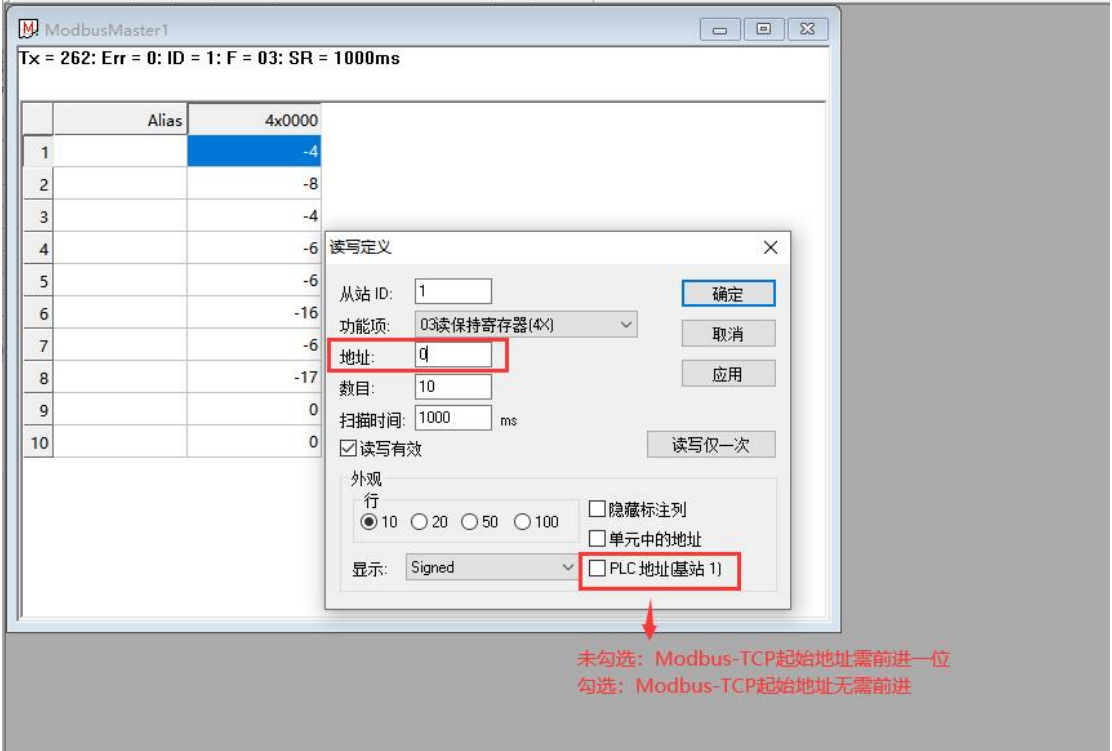 ModbusMaster1
Tx = 262: Err = 0: ID = 1: F = 03: SR = 1000ms
Alias 4x0000
1 -4
2 -8
3 -4
4 -6
5 -6
6 -16
7 -6
8 -17
9 0
10 0
读写定义
从站 ID: 1
确定
功能项: 03读保持寄存器(4X)
取消
地址: 0
数目: 10
应用
扫描时间: 1000 ms
读写有效
读写仅一次
外观
行
10 20 50 100
隐藏标注列
单元中的地址
显示: Signed
PLC 地址(基站 1)
未勾选：Modbus-TCP起始地址需前进一位
勾选：Modbus-TCP起始地址无需前进